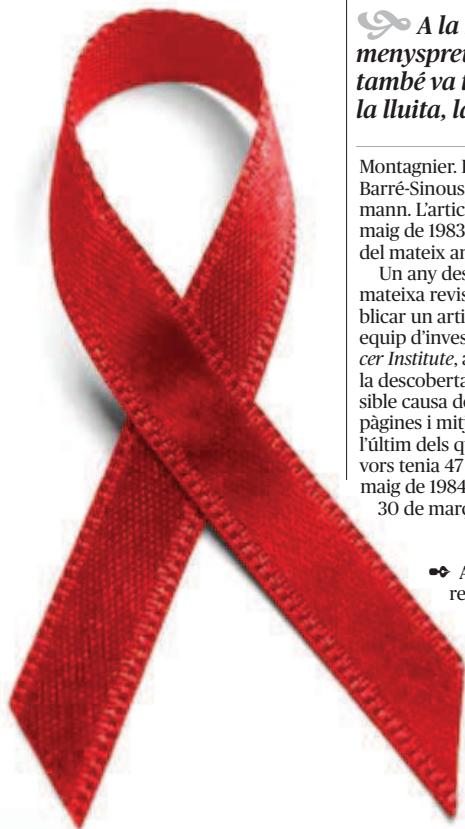 A la
menyspreu
també va t
la lluita, la
Montagnier. 
Barré-Sinous
mann. L'artic
maig de 1983
del mateix an
Un any des
mateixa revis
blicar un arti
equip d'inves
cer Institute, a
la descoberta
sible causa de
pàgines i mitj
l'últim dels q
vors tenia 47
maig de 1984
30 de març
A
re